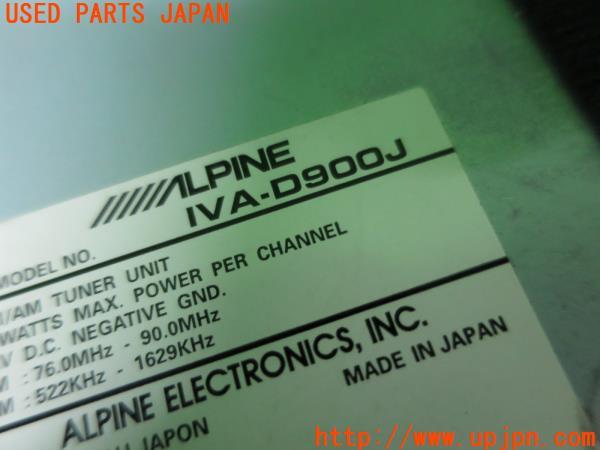 USED PARTS JAPAN
ALPINE
MODEL NO. IVA-D900J
/AM TUNER UNIT
WATTS MAX. POWER PER CHANNEL
V D.C. NEGATIVE GND.
M : 76.0MHz - 90.0MHz
M : 522KHz - 1629KHz
ALPINE ELECTRONICS, INC.
JAPAN MADE IN JAPAN
http://www.upjpn.com